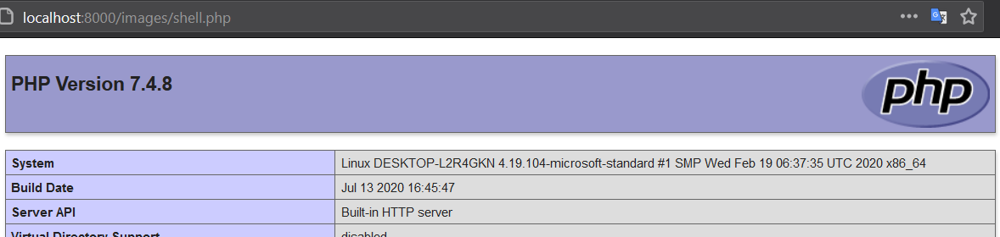 localhost:8000/images/shell.php
PHP Version 7.4.8
php
System Linux DESKTOP-L2R4GKN 4.19.104-microsoft-standard #1 SMP Wed Feb 19 06:37:35 UTC 2020 x86_64
Build Date Jul 13 2020 16:45:47
Server API Built-in HTTP server
Virtual Directory Support disabled